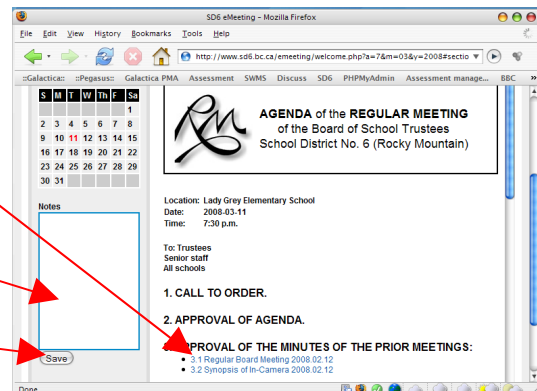 SD6 eMeeting - Mozilla Firefox
File Edit View History Bookmarks Tools Help
http://www.sd6.bc.ca/emeeting/welcome.php?a=7&m=03&y=2008#sectio
::Galactica:: ::Pegasus:: Galactica PMA Assessment SWMS Discuss SD6 PHPMyAdmin Assessment manage... BBC »
S M T W Th F Sa
1
2 3 4 5 6 7 8
9 10 11 12 13 14 15
16 17 18 19 20 21 22
23 24 25 26 27 28 29
30 31
Notes
Save
RM
AGENDA of the REGULAR MEETING
of the Board of School Trustees
School District No. 6 (Rocky Mountain)
Location: Lady Grey Elementary School
Date: 2008-03-11
Time: 7:30 p.m.
To: Trustees
Senior staff
All schools
1. CALL TO ORDER.
2. APPROVAL OF AGENDA.
OVAL OF THE MINUTES OF THE PRIOR MEETINGS:
3.1 Regular Board Meeting 2008.02.12
3.2 Synopsis of In-Camera 2008.02.12
Done